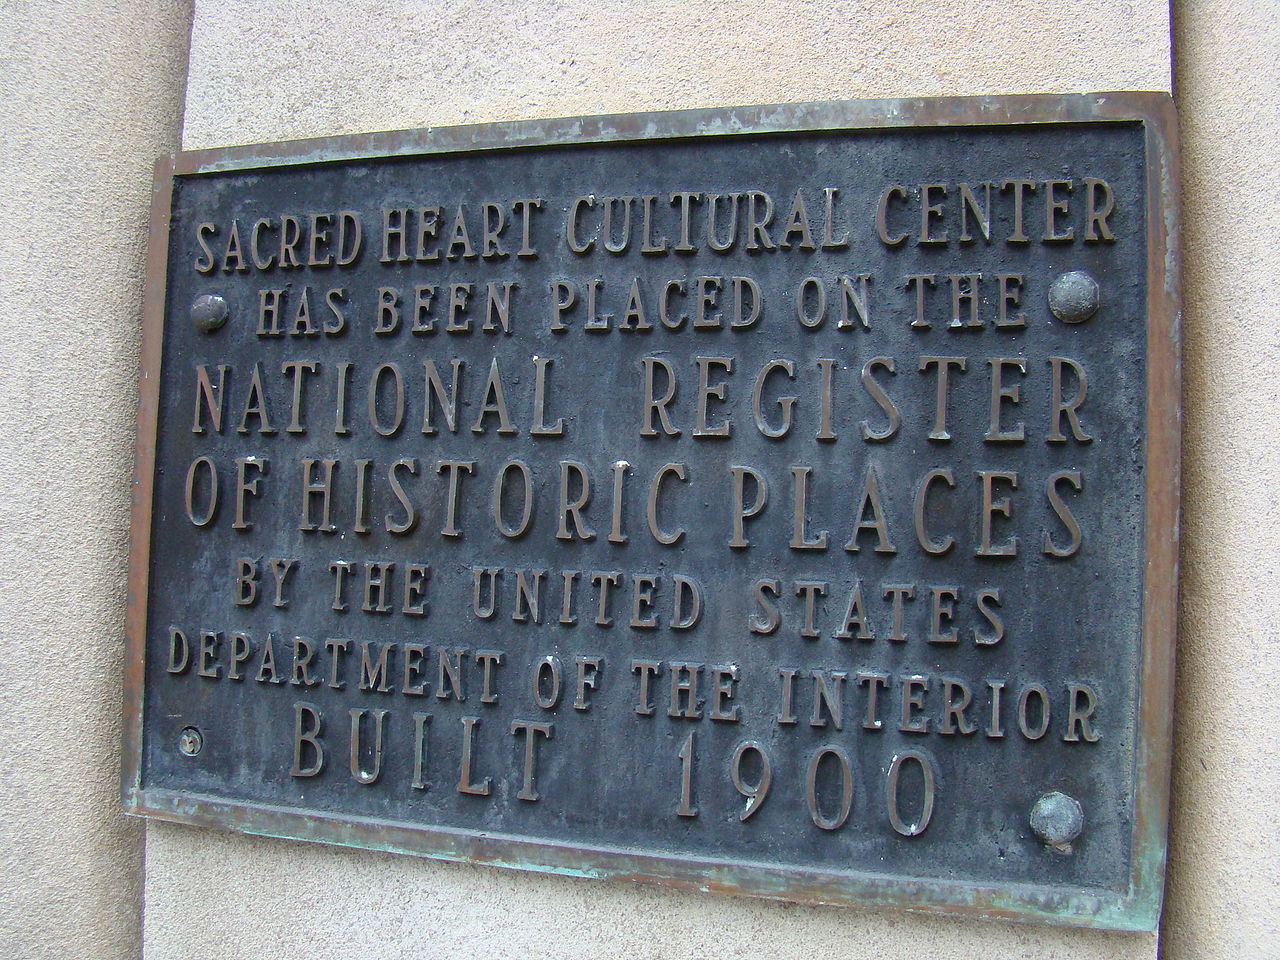 SACRED HEART CULTURAL CENTER
HAS BEEN PLACED ON THE
NATIONAL REGISTER
OF HISTORIC PLACES
BY THE UNITED STATES
DEPARTMENT OF THE INTERIOR
BUILT 1900